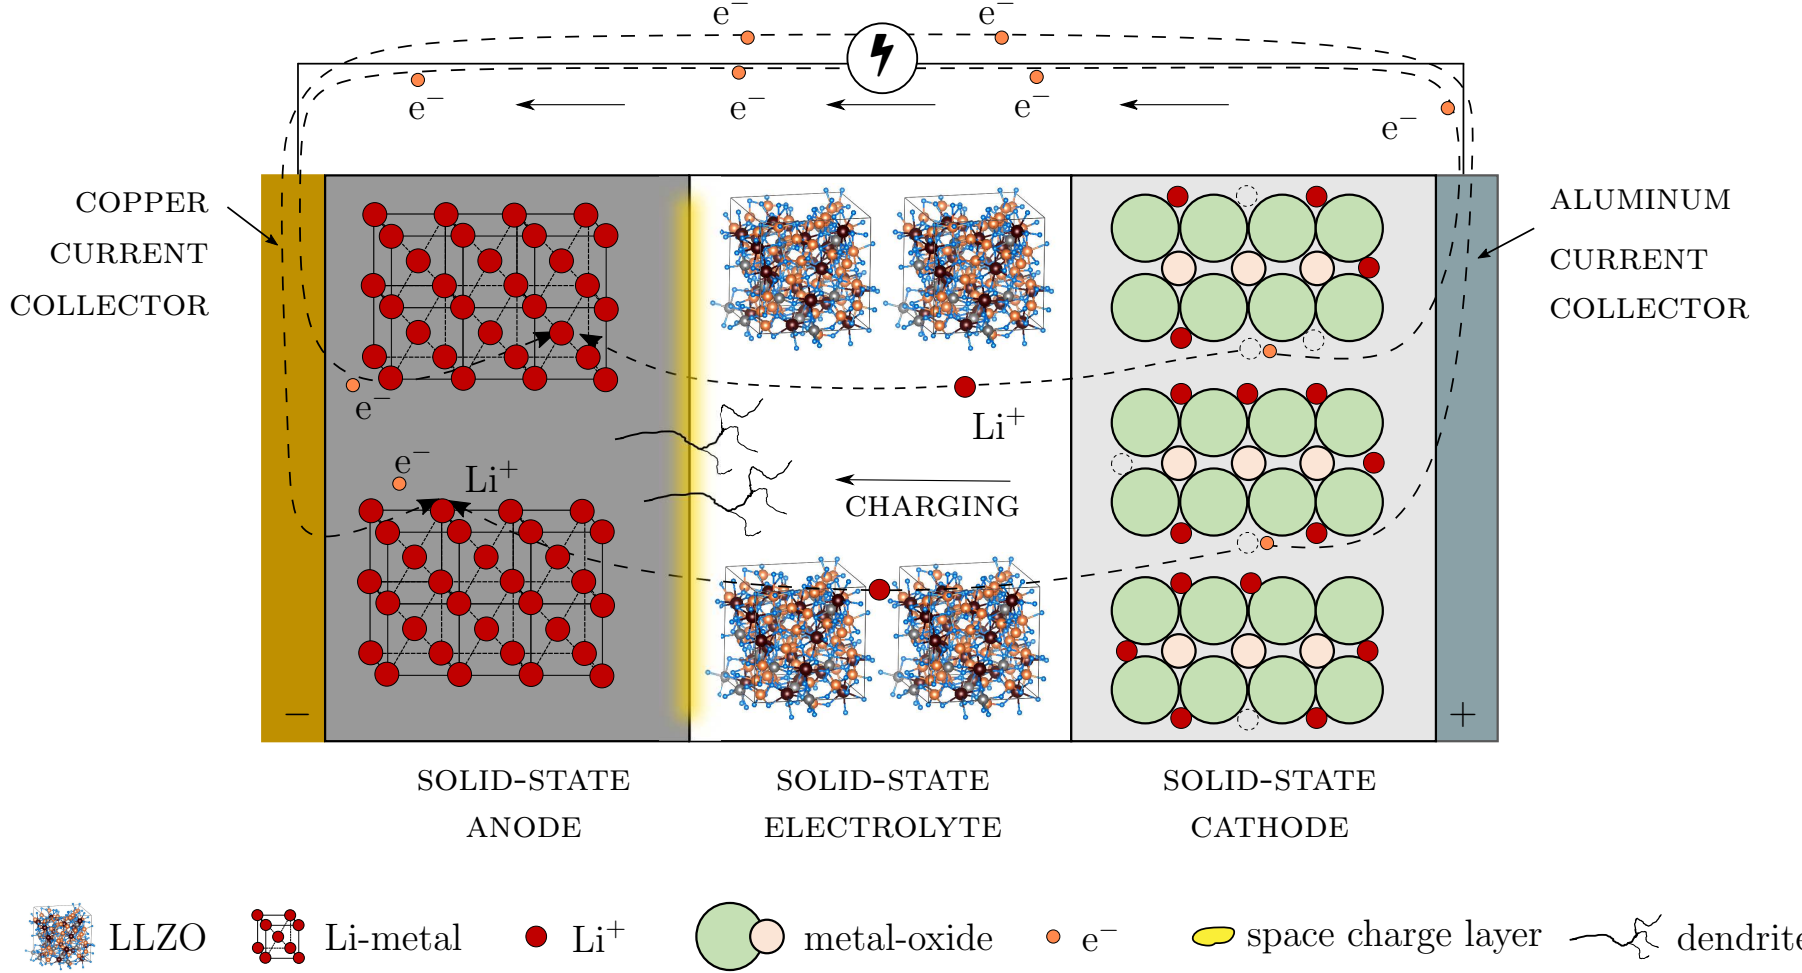 e⁻ e⁻
e⁻ e⁻ e⁻ e⁻
COPPER
CURRENT
COLLECTOR
ALUMINUM
CURRENT
COLLECTOR
e⁻
Li⁺
e⁻
Li⁺
CHARGING
− +
SOLID-STATE
ANODE
SOLID-STATE
ELECTROLYTE
SOLID-STATE
CATHODE
LLZO Li-metal Li⁺ metal-oxide e⁻ space charge layer dendrite